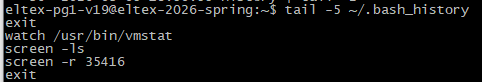 eltex-pg1-v19@eltex-2026-spring:~$ tail -5 ~/.bash_history
exit
watch /usr/bin/vmstat
screen -ls
screen -r 35416
exit